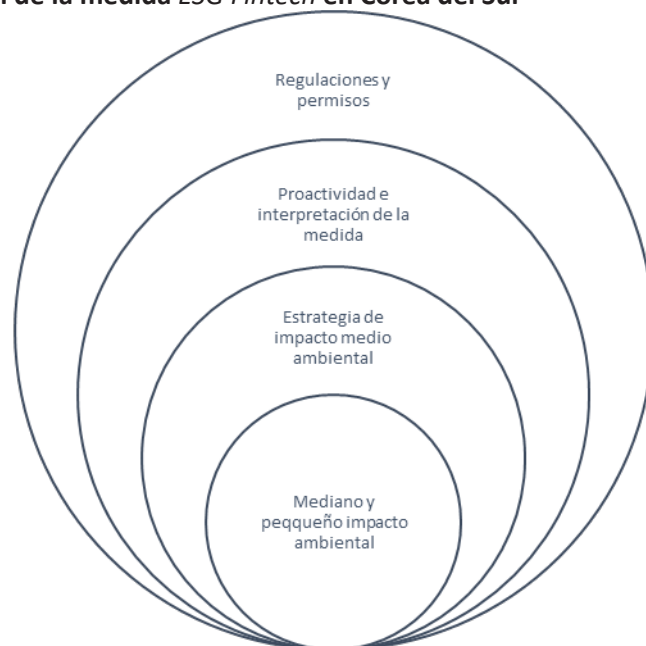 de la medida ESG Fintech en Corea del Sur
Regulaciones y
permisos
Proactividad e
interpretación de la
medida
Estrategia de
impacto medio
ambiental
Mediano y
peqqueño impacto
ambiental